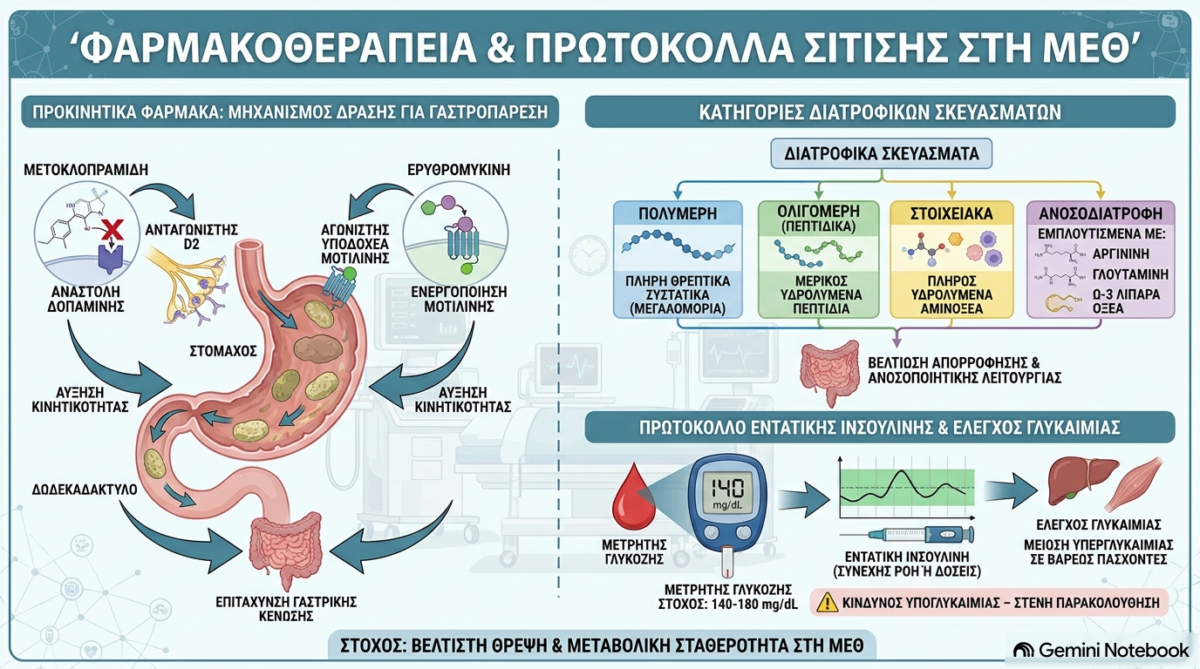 ‘ΦΑΡΜΑΚΟΘΕΡΑΠΕΙΑ & ΠΡΩΤΟΚΟΛΛΑ ΣΙΤΙΣΗΣ ΣΤΗ ΜΕΘ’
ΠΡΟΚΙΝΗΤΙΚΑ ΦΑΡΜΑΚΑ: ΜΗΧΑΝΙΣΜΟΣ ΔΡΑΣΗΣ ΓΙΑ ΓΑΣΤΡΟΠΑΡΕΣΗ
ΜΕΤΟΚΛΟΠΡΑΜΙΔΗ
ΑΝΤΑΓΩΝΙΣΤΗΣ
D2
ΑΝΑΣΤΟΛΗ
ΔΟΠΑΜΙΝΗΣ
ΕΡΥΘΡΟΜΥΚΙΝΗ
ΑΓΩΝΙΣΤΗΣ
ΥΠΟΔΟΧΕΑ
ΜΟΤΙΛΙΝΗΣ
ΕΝΕΡΓΟΠΟΙΗΣΗ
ΜΟΤΙΛΙΝΗΣ
ΣΤΟΜΑΧΟΣ
ΑΥΞΗΣΗ
ΚΙΝΗΤΙΚΟΤΗΤΑΣ
ΑΥΞΗΣΗ
ΚΙΝΗΤΙΚΟΤΗΤΑΣ
ΔΩΔΕΚΑΔΑΚΤΥΛΟ
ΕΠΙΤΑΧΥΝΣΗ ΓΑΣΤΡΙΚΗΣ
ΚΕΝΩΣΗΣ
ΚΑΤΗΓΟΡΙΕΣ ΔΙΑΤΡΟΦΙΚΩΝ ΣΚΕΥΑΣΜΑΤΩΝ
ΔΙΑΤΡΟΦΙΚΑ ΣΚΕΥΑΣΜΑΤΑ
ΠΟΛΥΜΕΡΗ
ΠΛΗΡΗ ΘΡΕΠΤΙΚΑ
ΣΥΣΤΑΤΙΚΑ
(ΜΕΓΑΛΟΜΟΡΙΑ)
ΟΛΙΓΟΜΕΡΗ
(ΠΕΠΤΙΔΙΚΑ)
ΜΕΡΙΚΟΣ
ΥΔΡΟΛΥΜΕΝΑ
ΠΕΠΤΙΔΙΑ
ΣΤΟΙΧΕΙΑΚΑ
ΠΛΗΡΟΣ
ΥΔΡΟΛΥΜΕΝΑ
ΑΜΙΝΟΞΕΑ
ΑΝΟΣΟΔΙΑΤΡΟΦΗ
ΕΜΠΛΟΥΤΙΣΜΕΝΑ ΜΕ:
ΑΡΓΙΝΙΝΗ
ΓΛΟΥΤΑΜΙΝΗ
Ω-3 ΛΙΠΑΡΑ
ΟΞΕΑ
ΒΕΛΤΙΩΣΗ ΑΠΟΡΡΟΦΗΣΗΣ &
ΑΝΟΣΟΠΟΙΗΤΙΚΗΣ ΛΕΙΤΟΥΡΓΙΑΣ
ΠΡΩΤΟΚΟΛΛΟ ΕΝΤΑΤΙΚΗΣ ΙΝΣΟΥΛΙΝΗΣ & ΕΛΕΓΧΟΣ ΓΛΥΚΑΙΜΙΑΣ
ΜΕΤΡΗΤΗΣ
ΓΛΥΚΟΖΗΣ
140
mg/dL
ΜΕΤΡΗΤΗΣ ΓΛΥΚΟΖΗΣ
ΣΤΟΧΟΣ: 140-180 mg/dL
ΕΝΤΑΤΙΚΗ ΙΝΣΟΥΛΙΝΗ
(ΣΥΝΕΧΗΣ ΡΟΗ Ή ΔΟΣΕΙΣ)
ΕΛΕΓΧΟΣ ΓΛΥΚΑΙΜΙΑΣ
ΜΕΙΩΣΗ ΥΠΕΡΓΛΥΚΑΙΜΙΑΣ
ΣΕ ΒΑΡΕΩΣ ΠΑΣΧΟΝΤΕΣ
ΚΙΝΔΥΝΟΣ ΥΠΟΓΛΥΚΑΙΜΙΑΣ – ΣΤΕΝΗ ΠΑΡΑΚΟΛΟΥΘΗΣΗ
ΣΤΟΧΟΣ: ΒΕΛΤΙΣΤΗ ΘΡΕΨΗ & ΜΕΤΑΒΟΛΙΚΗ ΣΤΑΘΕΡΟΤΗΤΑ ΣΤΗ ΜΕΘ
Gemini Notebook